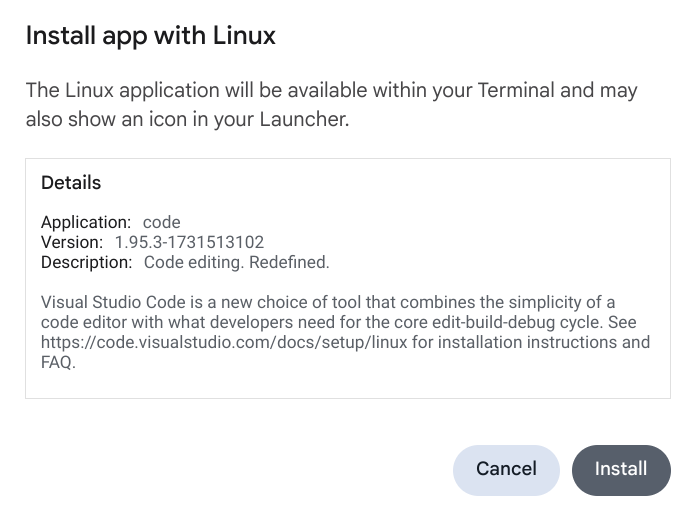 Install app with Linux
The Linux application will be available within your Terminal and may
also show an icon in your Launcher.
Details
Application: code
Version: 1.95.3-1731513102
Description: Code editing. Redefined.
Visual Studio Code is a new choice of tool that combines the simplicity of a
code editor with what developers need for the core edit-build-debug cycle. See
https://code.visualstudio.com/docs/setup/linux for installation instructions and
FAQ.
Cancel Install